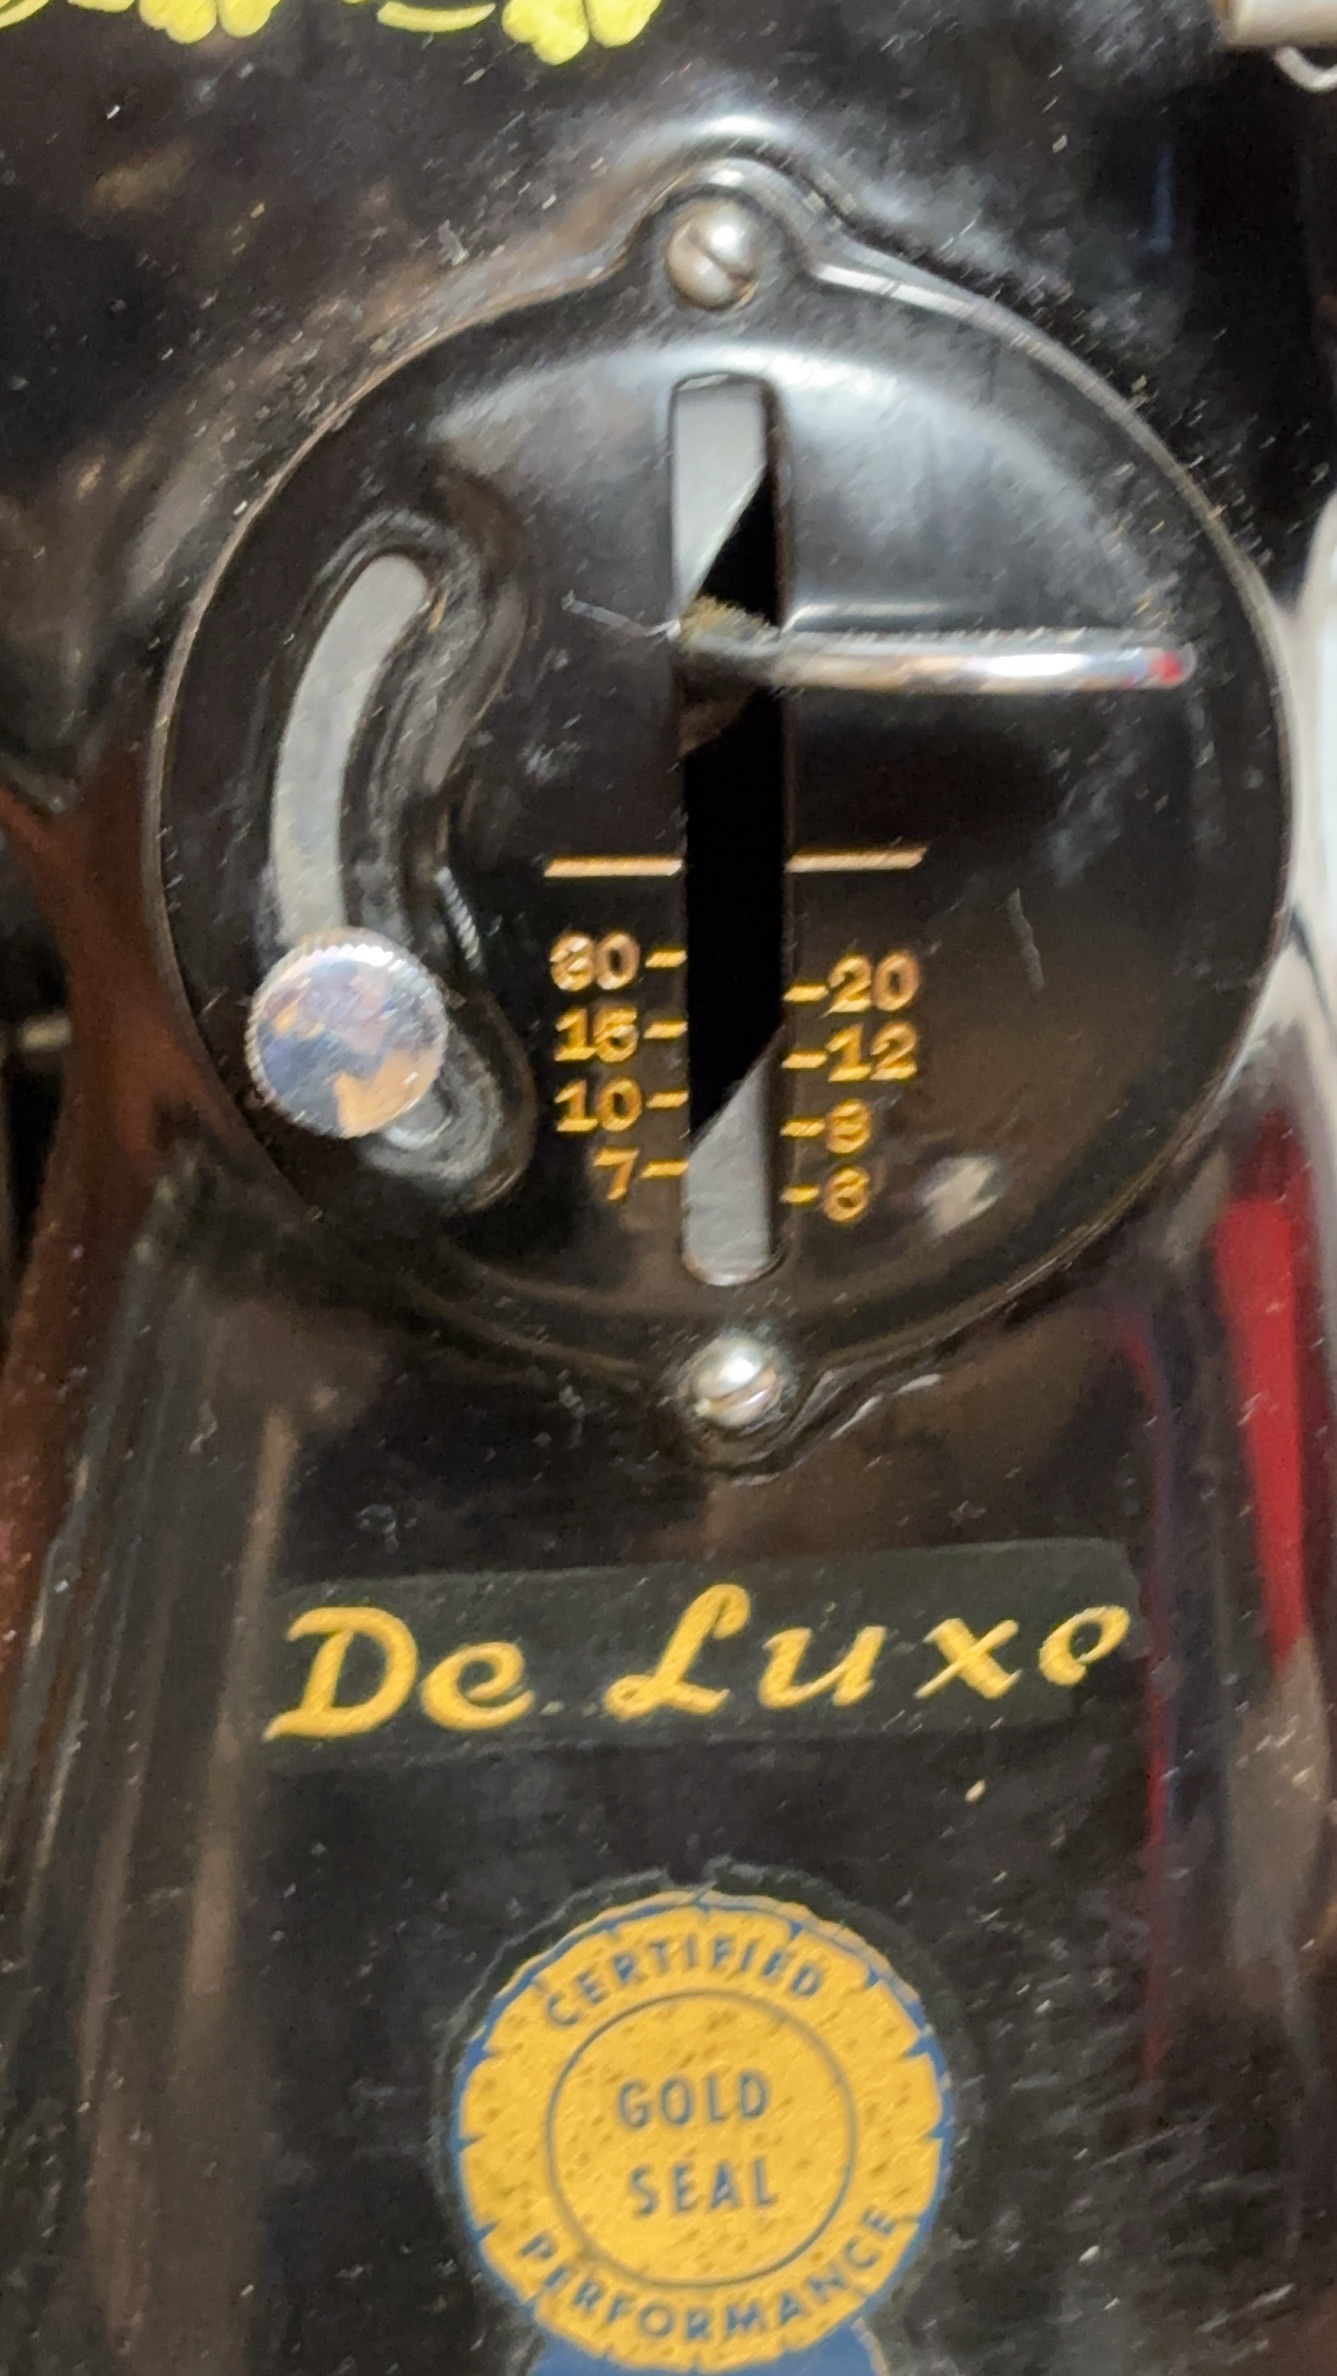 30 20
15 12
10 8
7 6
De Luxe
CERTIFIED
GOLD
SEAL
PERFORMANCE